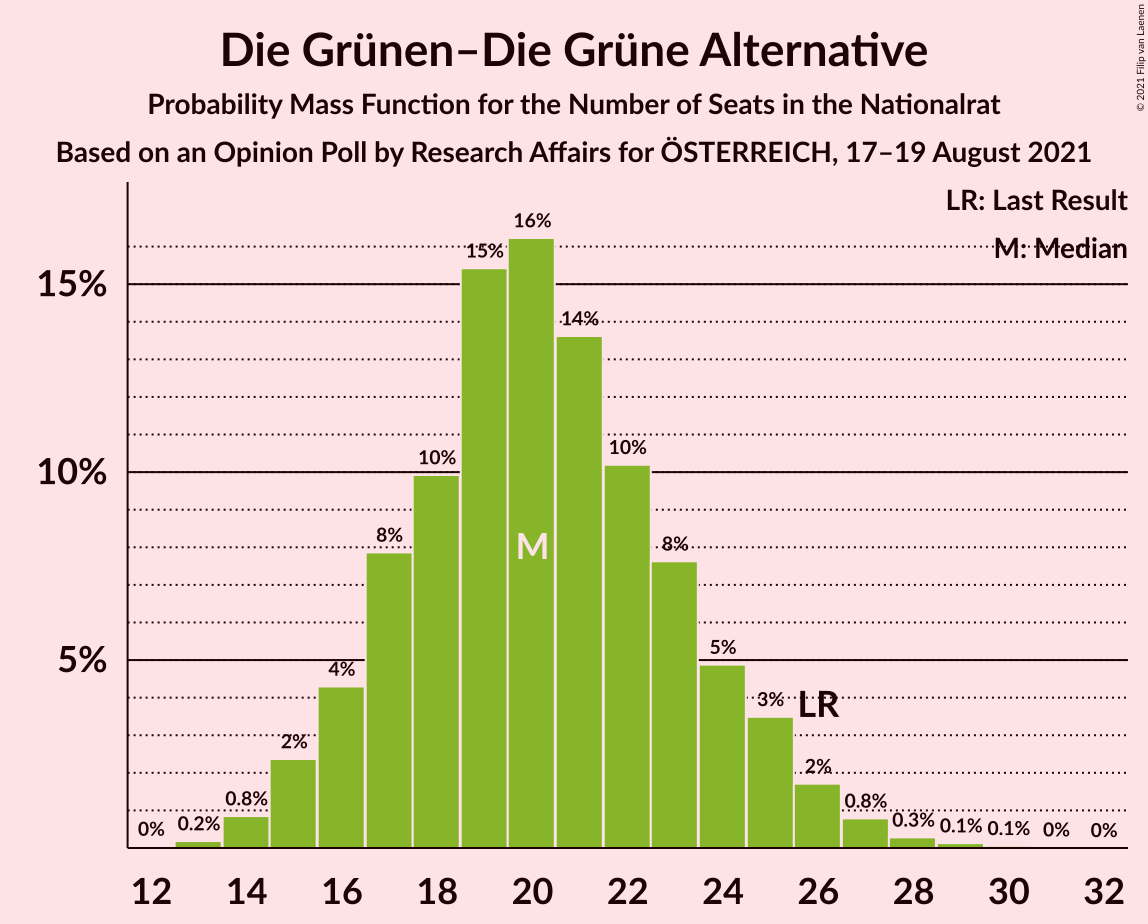 Die Grünen–Die Grüne Alternative
Probability Mass Function for the Number of Seats in the Nationalrat
Based on an Opinion Poll by Research Affairs for ÖSTERREICH, 17–19 August 2021
© 2021 Filip van Laenen
LR: Last Result
M: Median
15%
10%
5%
0%
0.2%
0.8%
2%
4%
8%
10%
15%
16%
14%
10%
8%
5%
3%
2%
0.8%
0.3%
0.1%
0.1%
0%
0%
M
LR
12 14 16 18 20 22 24 26 28 30 32